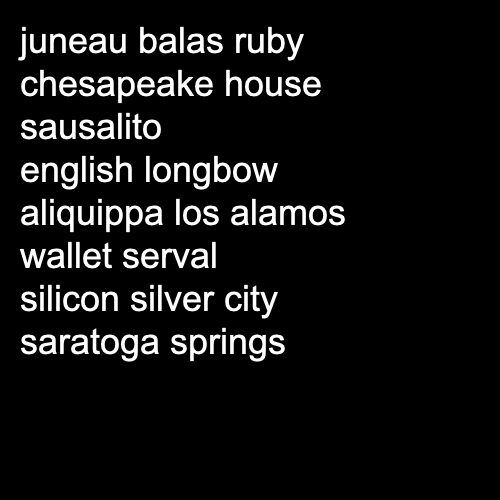 juneau balas ruby
chesapeake house
sausalito
english longbow
aliquippa los alamos
wallet serval
silicon silver city
saratoga springs